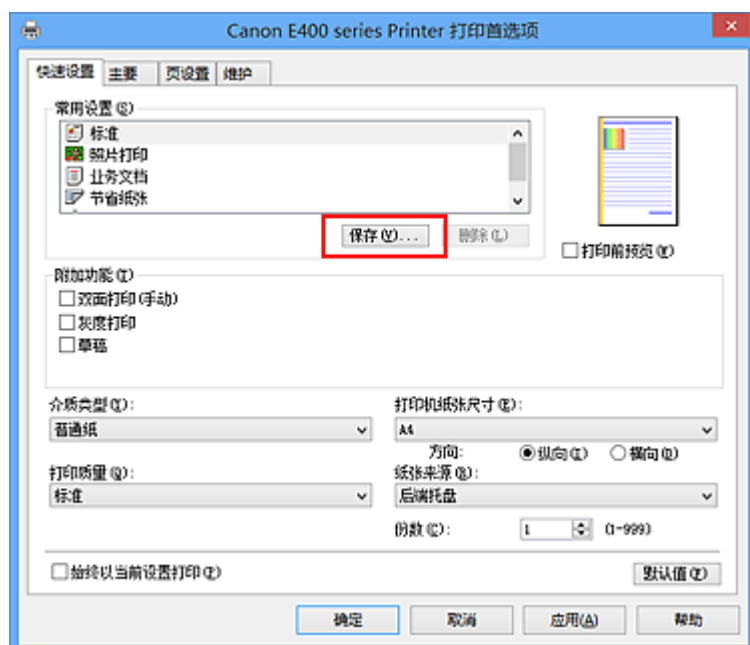 Canon E400 series Printer 打印首选项
快速设置 主要 页设置 维护
常用设置(S)
标准
照片打印
业务文档
节省纸张
保存(V)... 删除(L)
打印前预览(W)
附加功能(T)
双面打印(手动)
灰度打印
草稿
介质类型(Y): 打印机纸张尺寸(E):
普通纸 A4
方向: 纵向(I) 横向(D)
打印质量(Q): 纸张来源(R):
标准 后端托盘
份数(C): 1 (1-999)
始终以当前设置打印(P) 默认值(F)
确定 取消 应用(A) 帮助